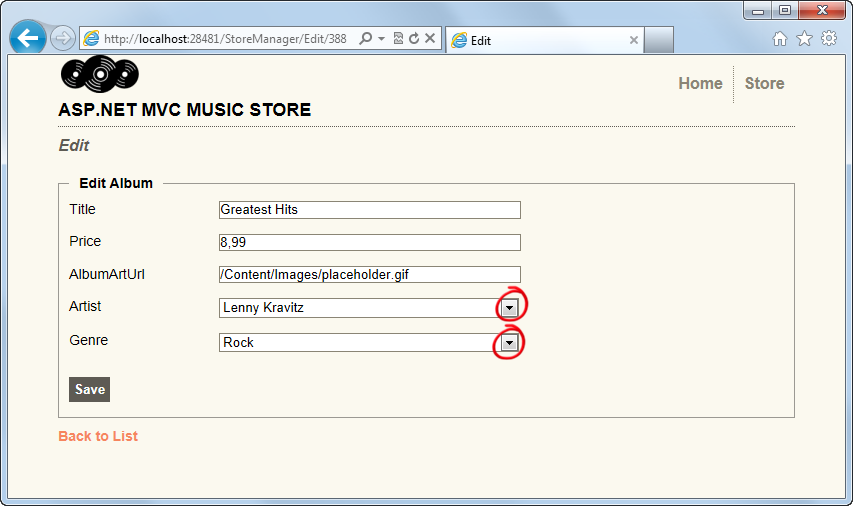 http://localhost:28481/StoreManager/Edit/388
Edit
Home Store
ASP.NET MVC MUSIC STORE
Edit
Edit Album
Title Greatest Hits
Price 8,99
AlbumArtUrl /Content/Images/placeholder.gif
Artist Lenny Kravitz
Genre Rock
Save
Back to List